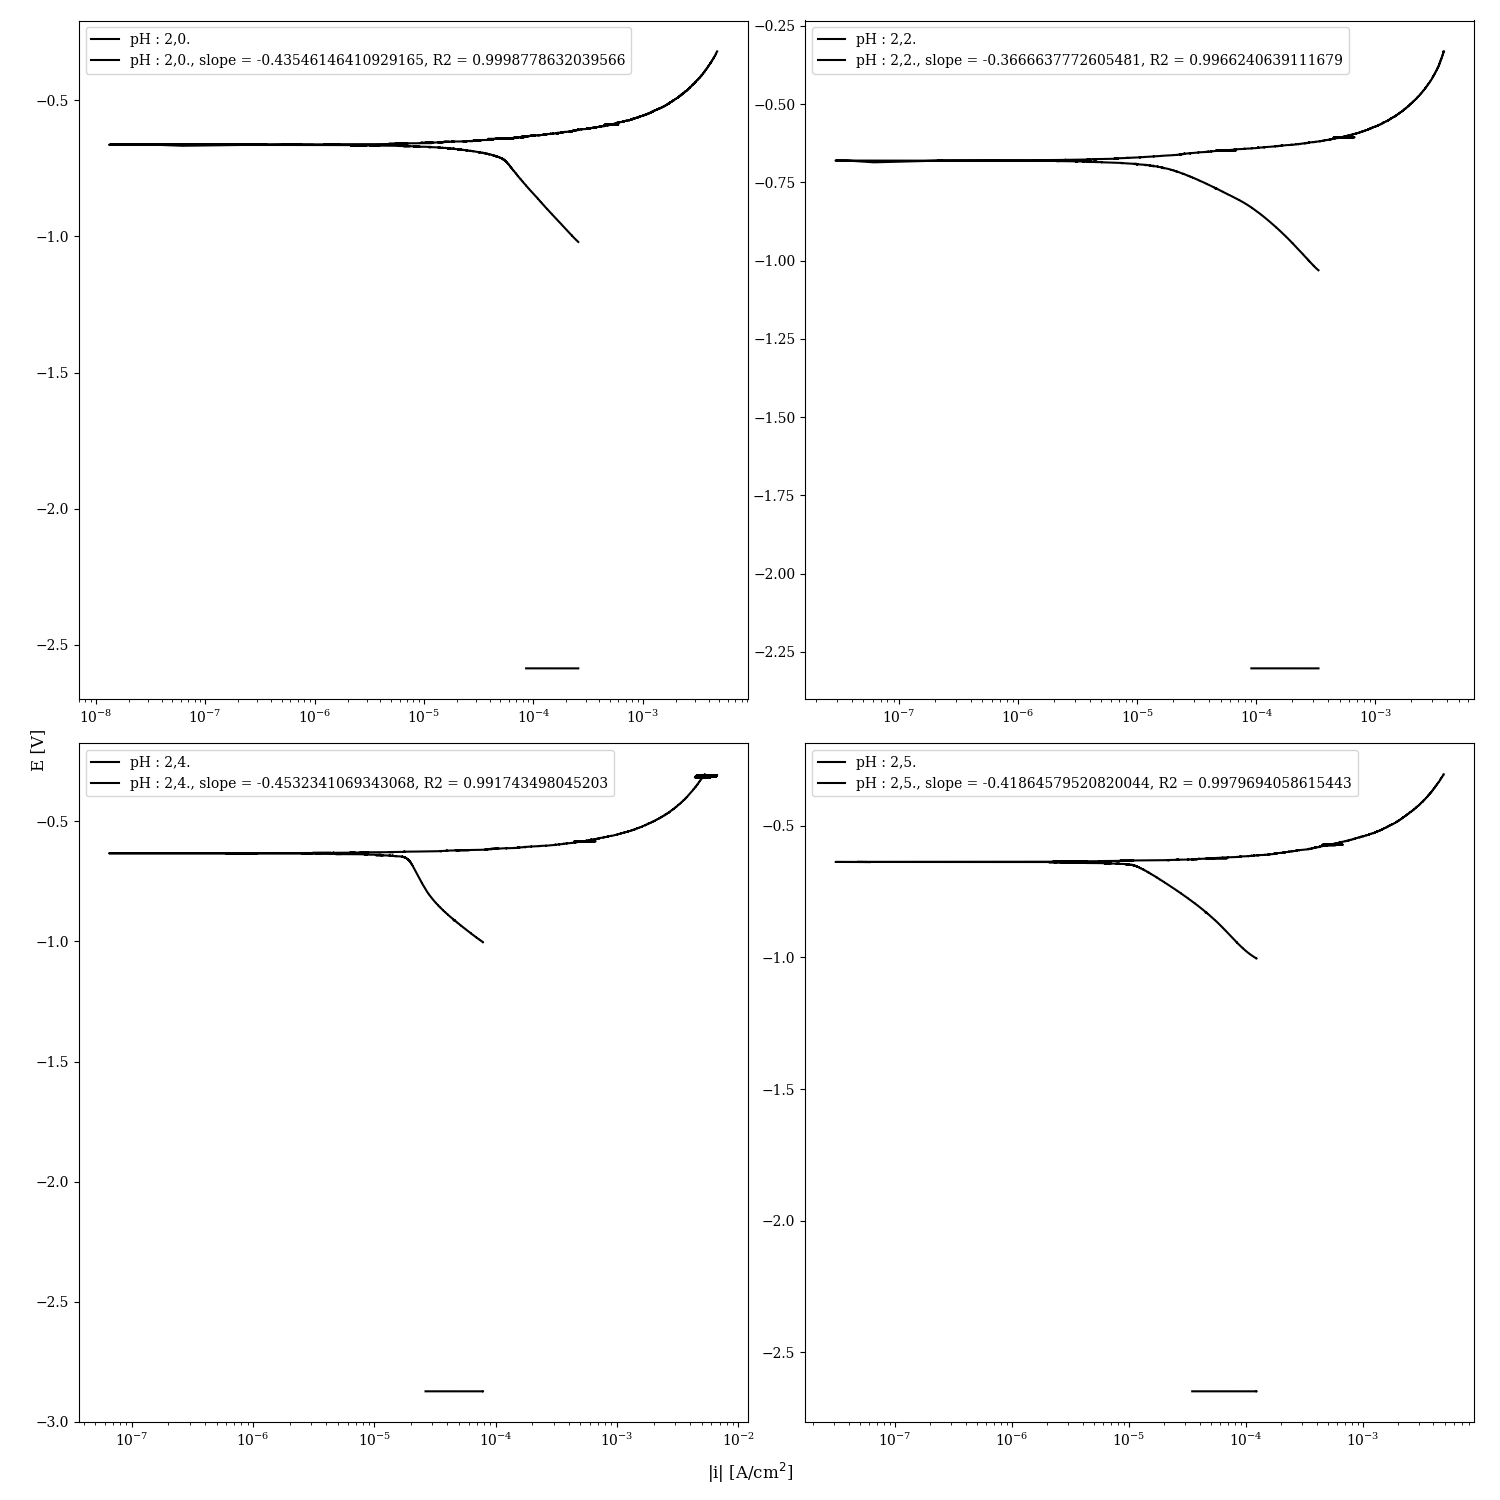 pH : 2,0.
pH : 2,0., slope = -0.43546146410929165, R2 = 0.9998778632039566
−0.5
−1.0
−1.5
−2.0
−2.5
10⁻⁸ 10⁻⁷ 10⁻⁶ 10⁻⁵ 10⁻⁴ 10⁻³
pH : 2,2.
pH : 2,2., slope = -0.3666637772605481, R2 = 0.9966240639111679
−0.25
−0.50
−0.75
−1.00
−1.25
−1.50
−1.75
−2.00
−2.25
10⁻⁷ 10⁻⁶ 10⁻⁵ 10⁻⁴ 10⁻³
E [V]
pH : 2,4.
pH : 2,4., slope = -0.4532341069343068, R2 = 0.991743498045203
−0.5
−1.0
−1.5
−2.0
−2.5
−3.0
10⁻⁷ 10⁻⁶ 10⁻⁵ 10⁻⁴ 10⁻³ 10⁻²
pH : 2,5.
pH : 2,5., slope = -0.41864579520820044, R2 = 0.9979694058615443
−0.5
−1.0
−1.5
−2.0
−2.5
10⁻⁷ 10⁻⁶ 10⁻⁵ 10⁻⁴ 10⁻³
|i| [A/cm²]